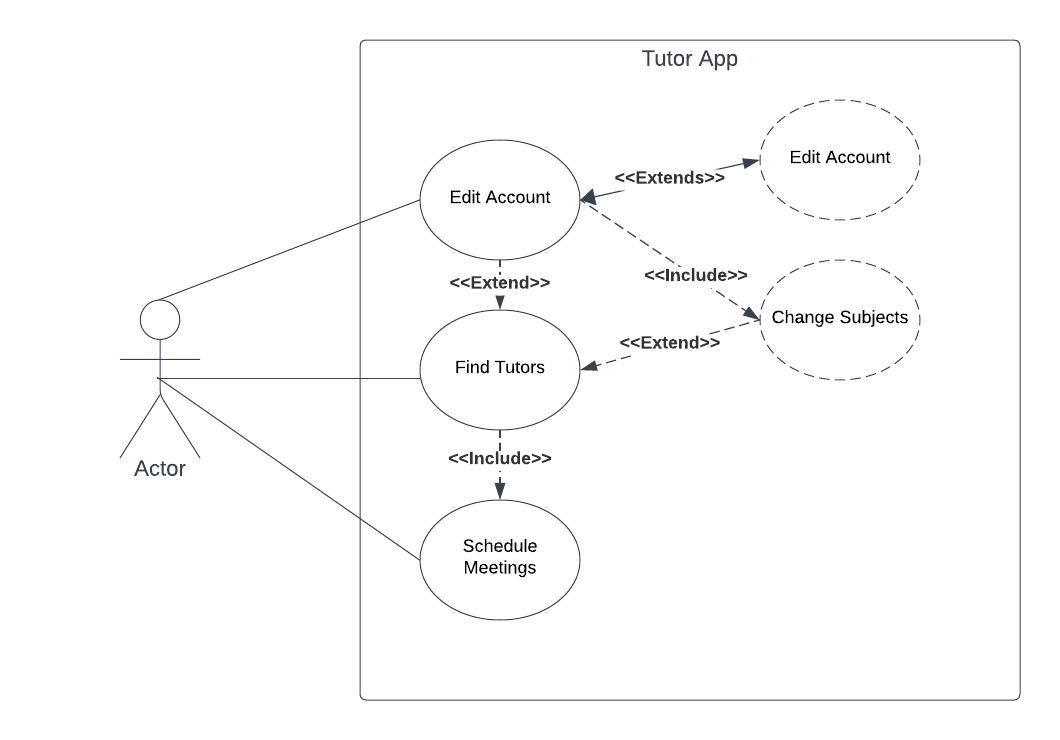 Tutor App
Edit Account
<<Extends>>
Edit Account
<<Extend>>
<<Include>>
Change Subjects
<<Extend>>
Find Tutors
<<Include>>
Actor
Schedule
Meetings